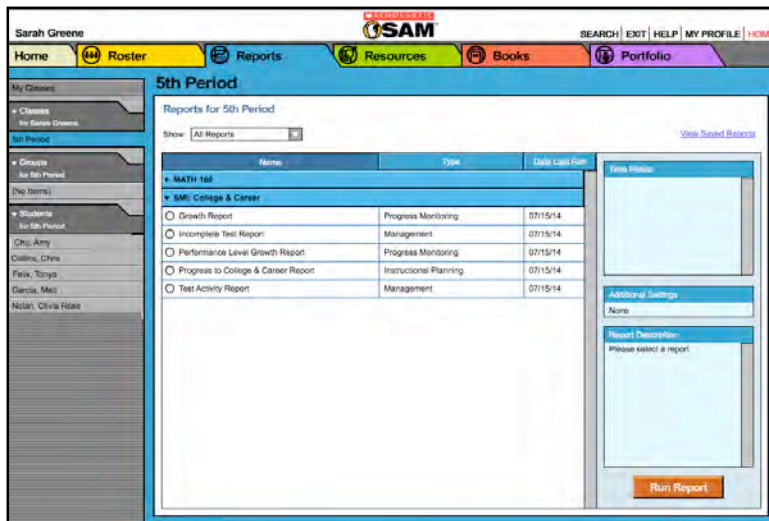 SCHOLASTIC
Sarah Greene
SAM
SEARCH EXIT HELP MY PROFILE HOM
Home Roster Reports Resources Books Portfolio
My Classes
Classes
for Sarah Greene
5th Period
Groups
for 5th Period
(No Items)
Students
for 5th Period
Chu, Amy
Collins, Chris
Felix, Tonya
Garcia, Matt
Nolan, Olivia Rose
5th Period
Reports for 5th Period
Show: All Reports
View Saved Reports
Name Type Date Last Run
MATH 180
SMI: College & Career
Growth Report Progress Monitoring 07/15/14
Incomplete Test Report Management 07/15/14
Performance Level Growth Report Progress Monitoring 07/15/14
Progress to College & Career Report Instructional Planning 07/15/14
Test Activity Report Management 07/15/14
Time Period
Additional Settings
None
Report Description
Please select a report
Run Report